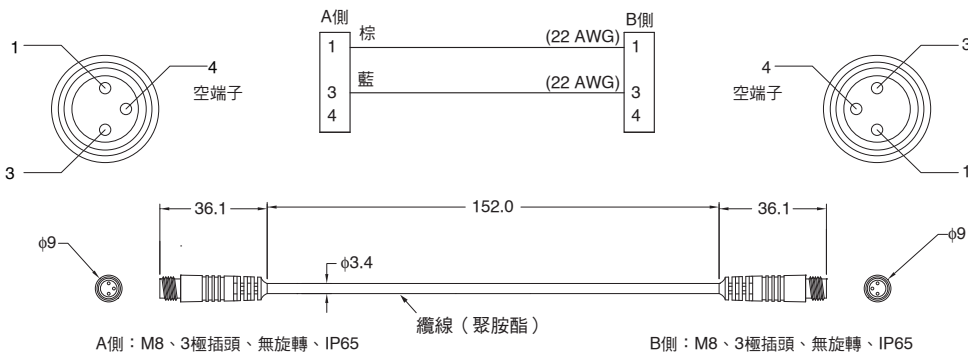 A側
B側
1
棕
(22 AWG)
1
3
藍
(22 AWG)
3
4
4
1
4
空端子
3
3
4
空端子
1
36.1
152.0
36.1
φ9
φ3.4
φ9
纜線（聚胺酯）
A側：M8、3極插頭、無旋轉、IP65
B側：M8、3極插頭、無旋轉、IP65